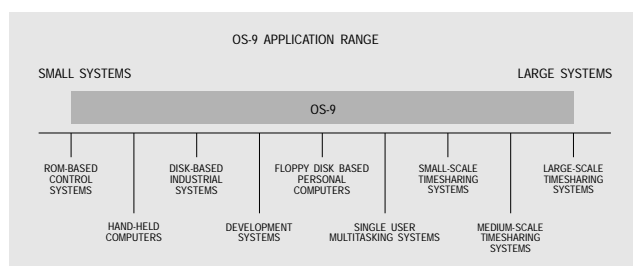 OS-9 APPLICATION RANGE
SMALL SYSTEMS
LARGE SYSTEMS
OS-9
ROM-BASED
CONTROL
SYSTEMS
DISK-BASED
INDUSTRIAL
SYSTEMS
FLOPPY DISK BASED
PERSONAL
COMPUTERS
SMALL-SCALE
TIMESHARING
SYSTEMS
LARGE-SCALE
TIMESHARING
SYSTEMS
HAND-HELD
COMPUTERS
DEVELOPMENT
SYSTEMS
SINGLE USER
MULTITASKING SYSTEMS
MEDIUM-SCALE
TIMESHARING
SYSTEMS